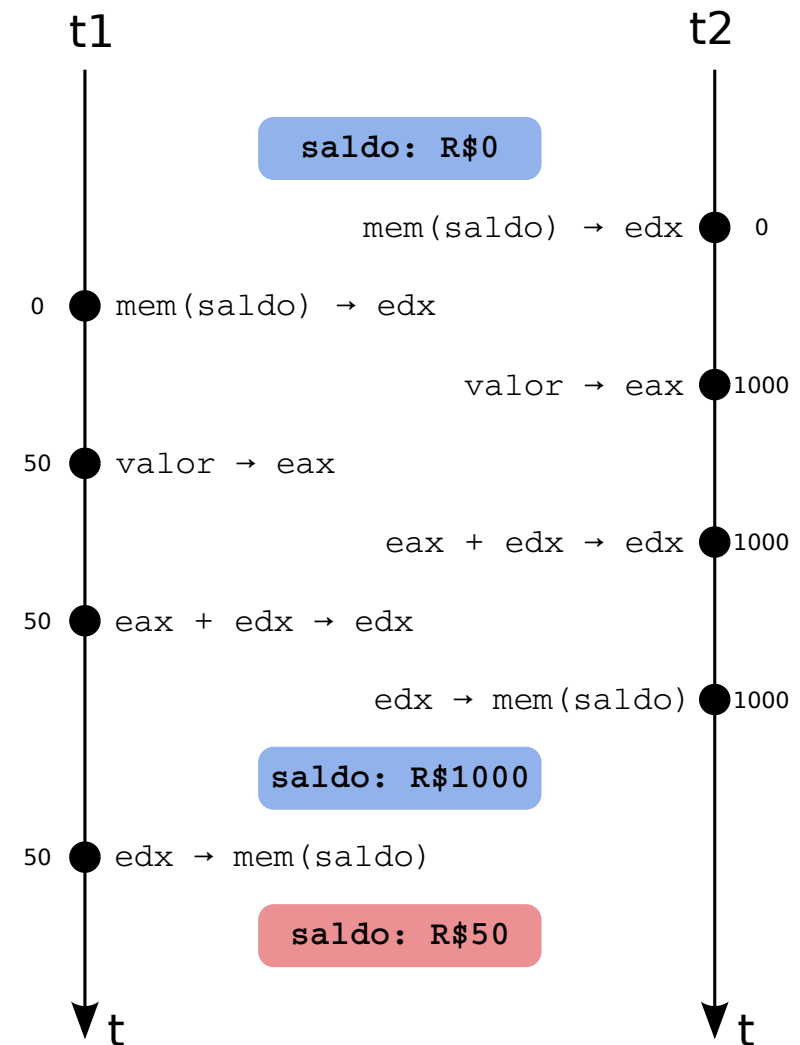 t1 t2
saldo: R$0
mem(saldo) → edx 0
0 mem(saldo) → edx
valor → eax 1000
50 valor → eax
eax + edx → edx 1000
50 eax + edx → edx
edx → mem(saldo) 1000
saldo: R$1000
50 edx → mem(saldo)
saldo: R$50
t t